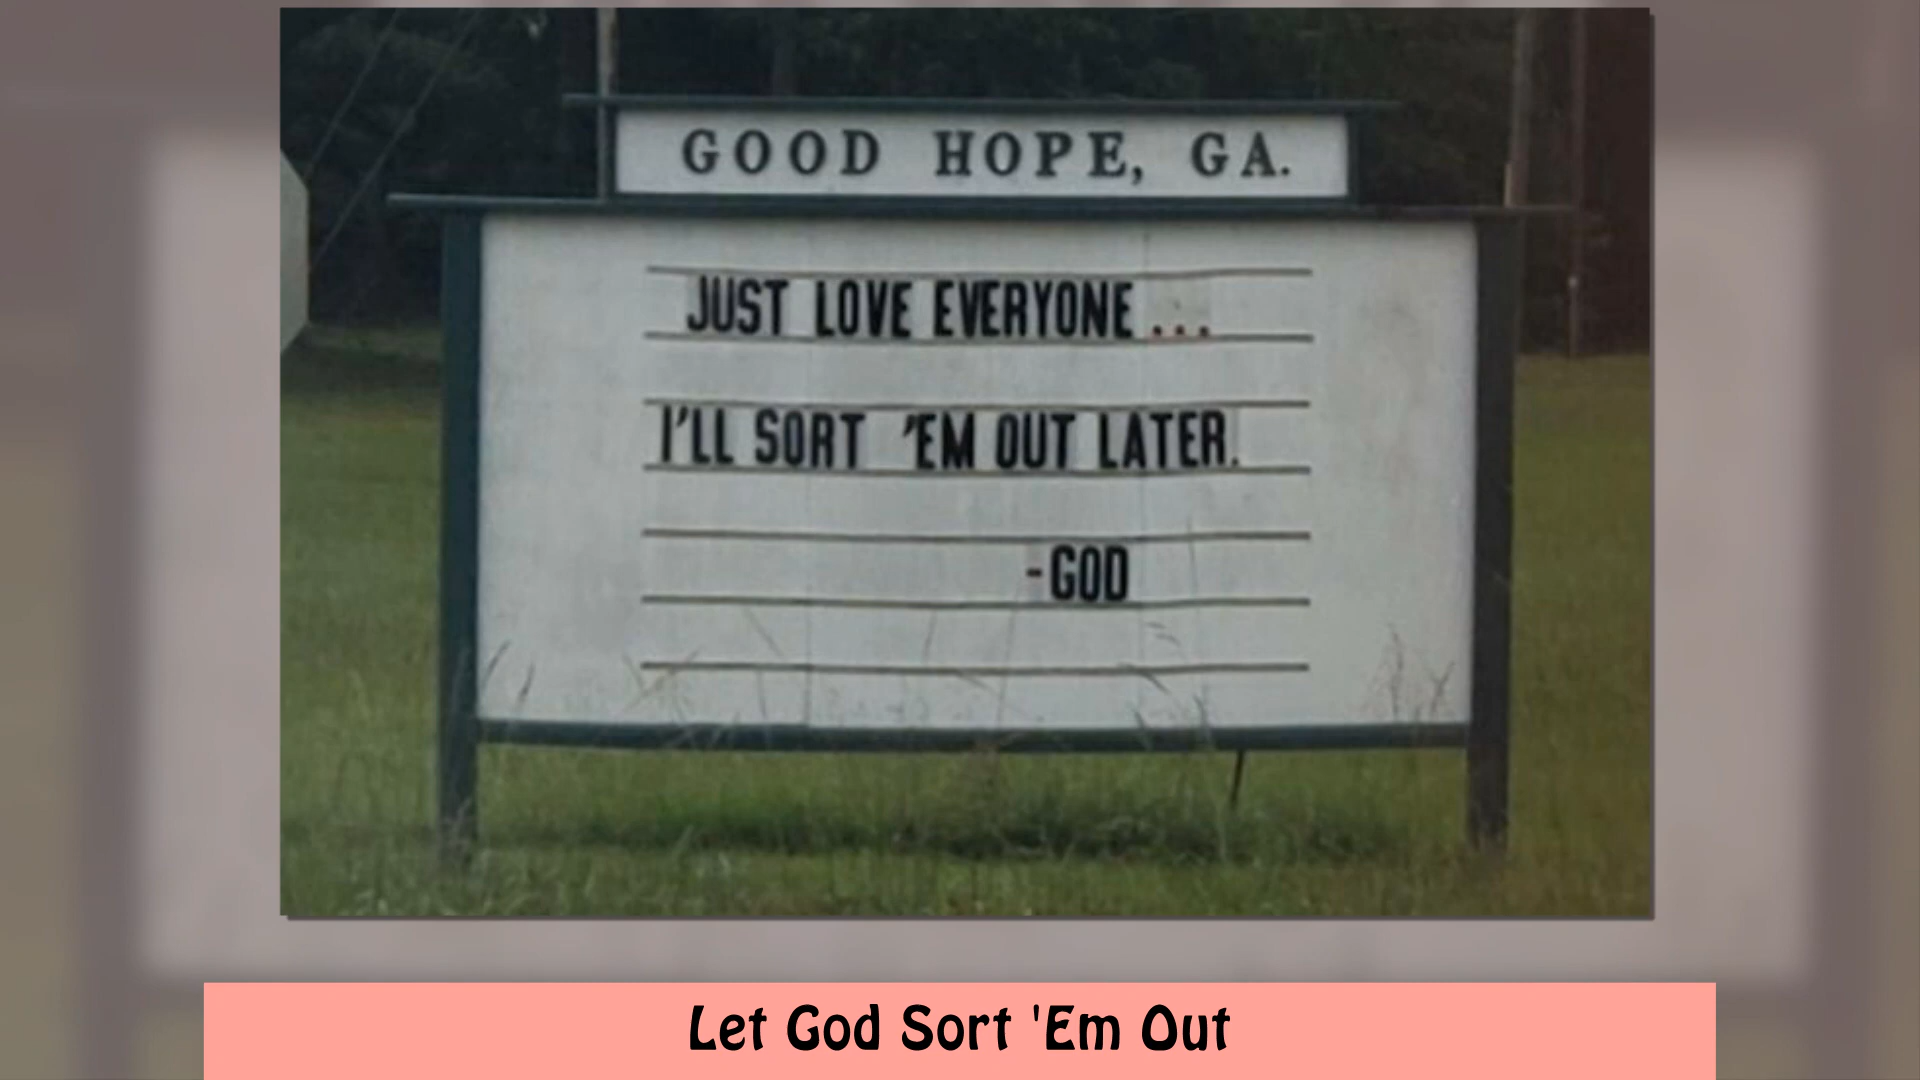 GOOD HOPE, GA.
JUST LOVE EVERYONE...
I'LL SORT 'EM OUT LATER.
-GOD
Let God Sort 'Em Out